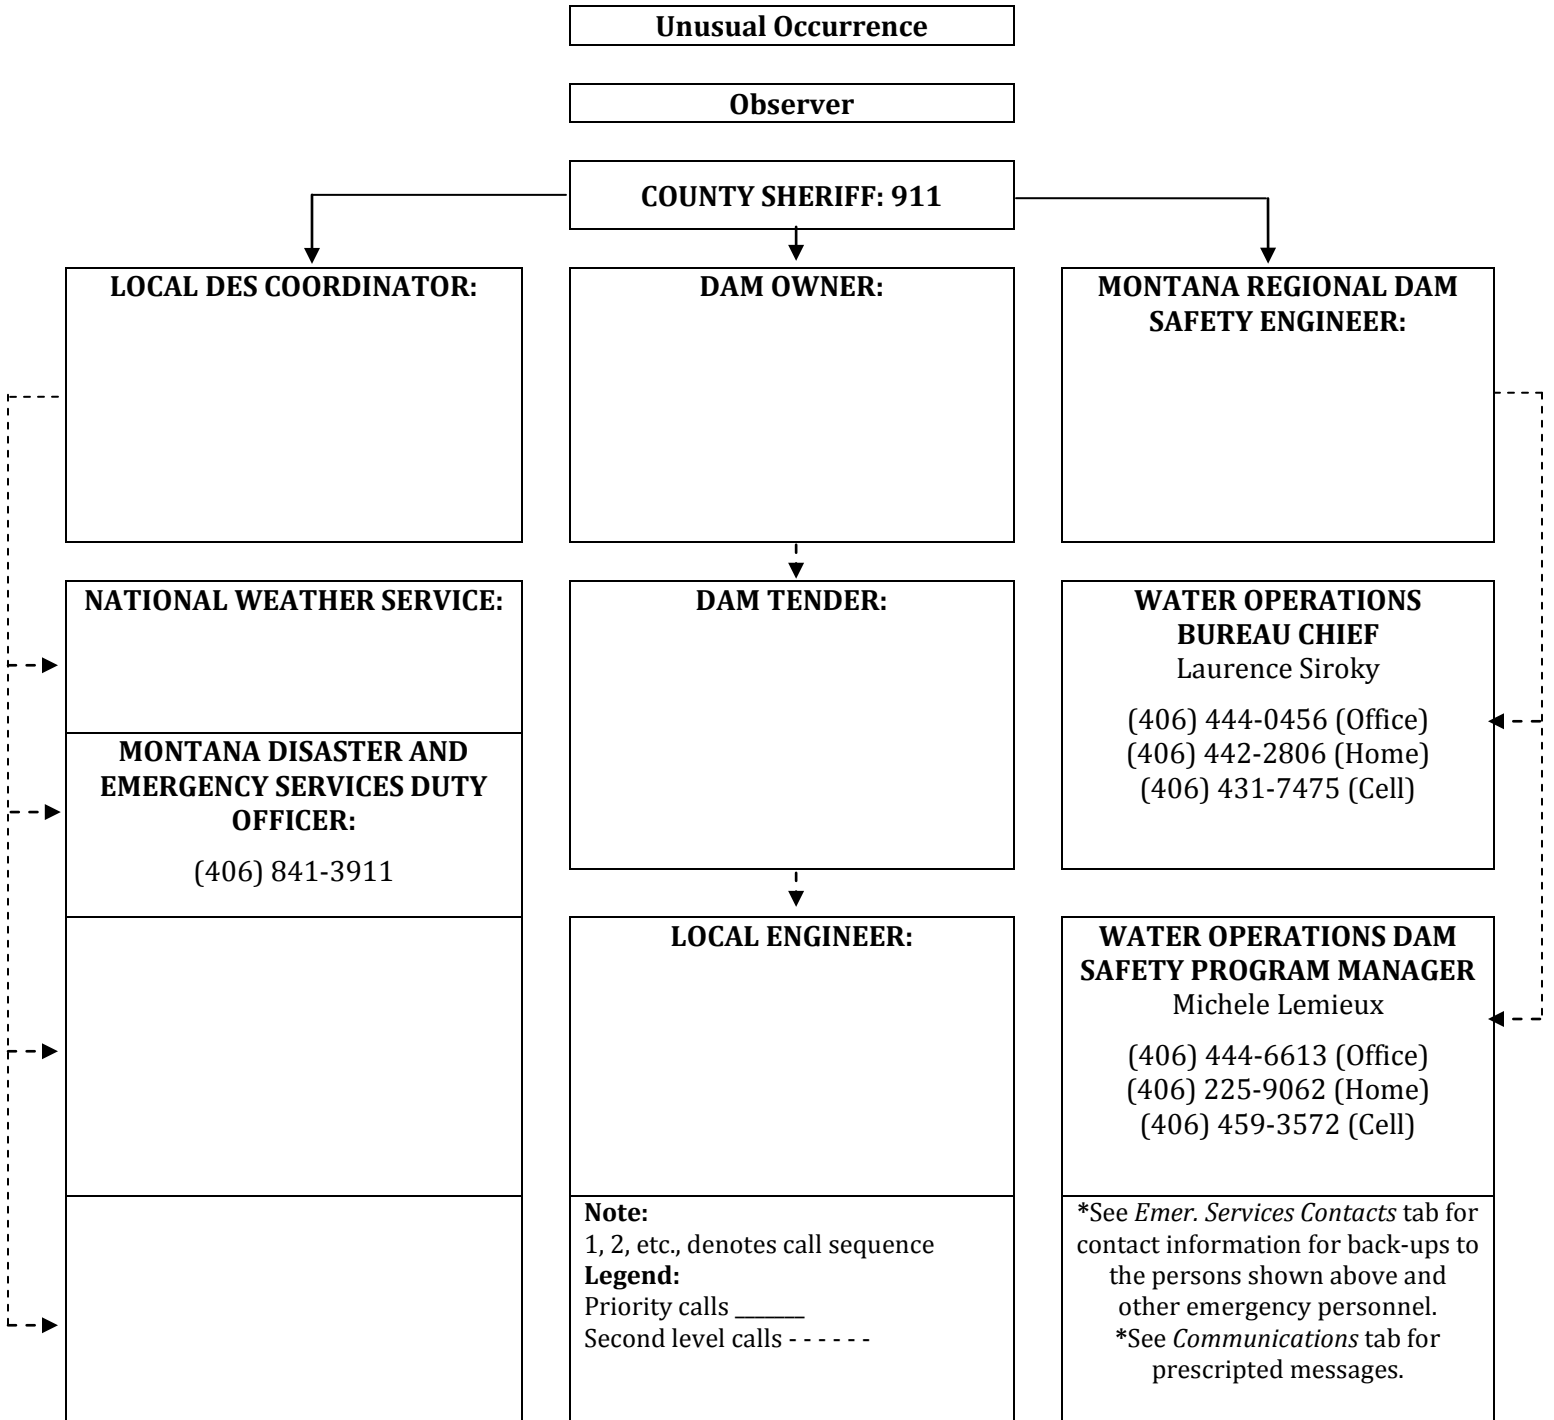 Unusual Occurrence
Observer
COUNTY SHERIFF: 911
LOCAL DES COORDINATOR:
DAM OWNER:
MONTANA REGIONAL DAM
SAFETY ENGINEER:
NATIONAL WEATHER SERVICE:
DAM TENDER:
WATER OPERATIONS
BUREAU CHIEF
Laurence Siroky
(406) 444-0456 (Office)
(406) 442-2806 (Home)
(406) 431-7475 (Cell)
MONTANA DISASTER AND
EMERGENCY SERVICES DUTY
OFFICER:
(406) 841-3911
LOCAL ENGINEER:
WATER OPERATIONS DAM
SAFETY PROGRAM MANAGER
Michele Lemieux
(406) 444-6613 (Office)
(406) 225-9062 (Home)
(406) 459-3572 (Cell)
Note:
1, 2, etc., denotes call sequence
Legend:
Priority calls _______
Second level calls - - - - - -
*See Emer. Services Contacts tab for
contact information for back-ups to
the persons shown above and
other emergency personnel.
*See Communications tab for
prescripted messages.